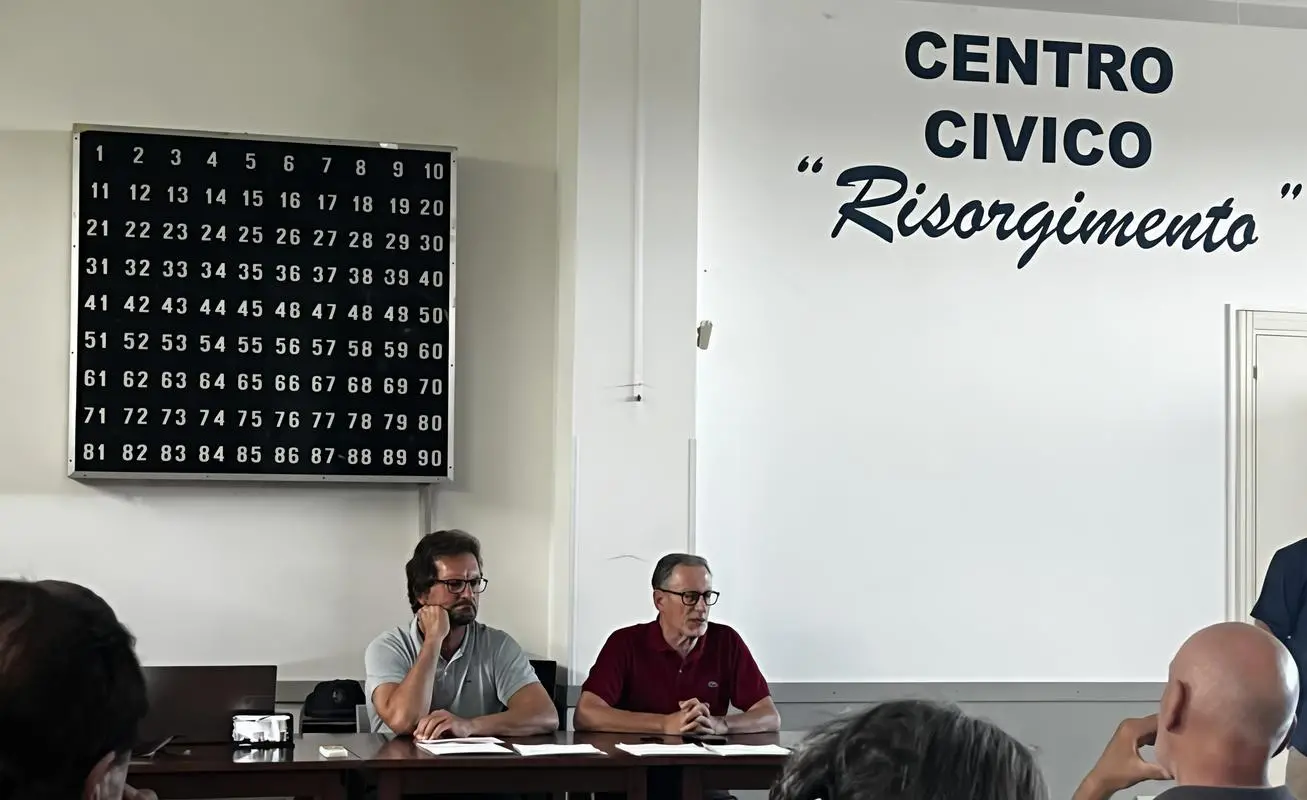 CENTRO
CIVICO
"Risorgimento"
1 2 3 4 5 6 7 8 9 10
11 12 13 14 15 16 17 18 19 20
21 22 23 24 25 26 27 28 29 30
31 32 33 34 35 36 37 38 39 40
41 42 43 44 45 48 47 48 49 50
51 52 53 54 55 56 57 58 59 60
61 62 63 64 65 66 67 68 69 70
71 72 73 74 75 76 77 78 79 80
81 82 83 84 85 86 87 88 89 90